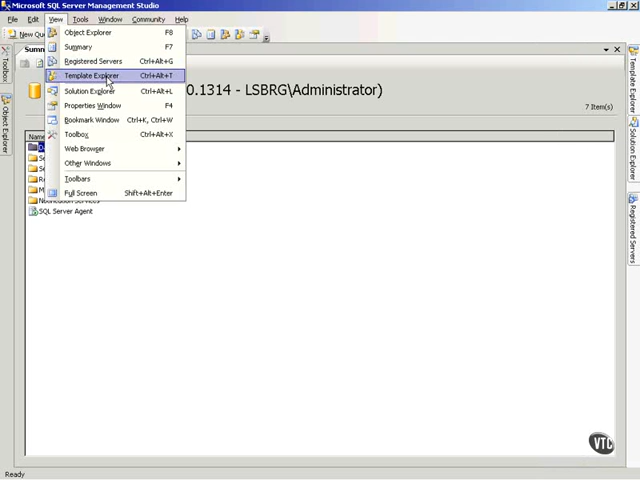 Microsoft SQL Server Management Studio
File Edit View Tools Window Community Help
New Qu
Object Explorer F8
Summary F7
Registered Servers Ctrl+Alt+G
Template Explorer Ctrl+Alt+T
Solution Explorer Ctrl+Alt+L
Properties Window F4
Bookmark Window Ctrl+K, Ctrl+W
Toolbox Ctrl+Alt+X
Web Browser
Other Windows
Toolbars
Full Screen Shift+Alt+Enter
Summ
0.1314 - LSBRG\Administrator)
7 Item(s)
Nam
Notification Services
SQL Server Agent
Toolbox
Object Explorer
Template Explorer
Solution Explorer
Registered Servers
VTC
Ready